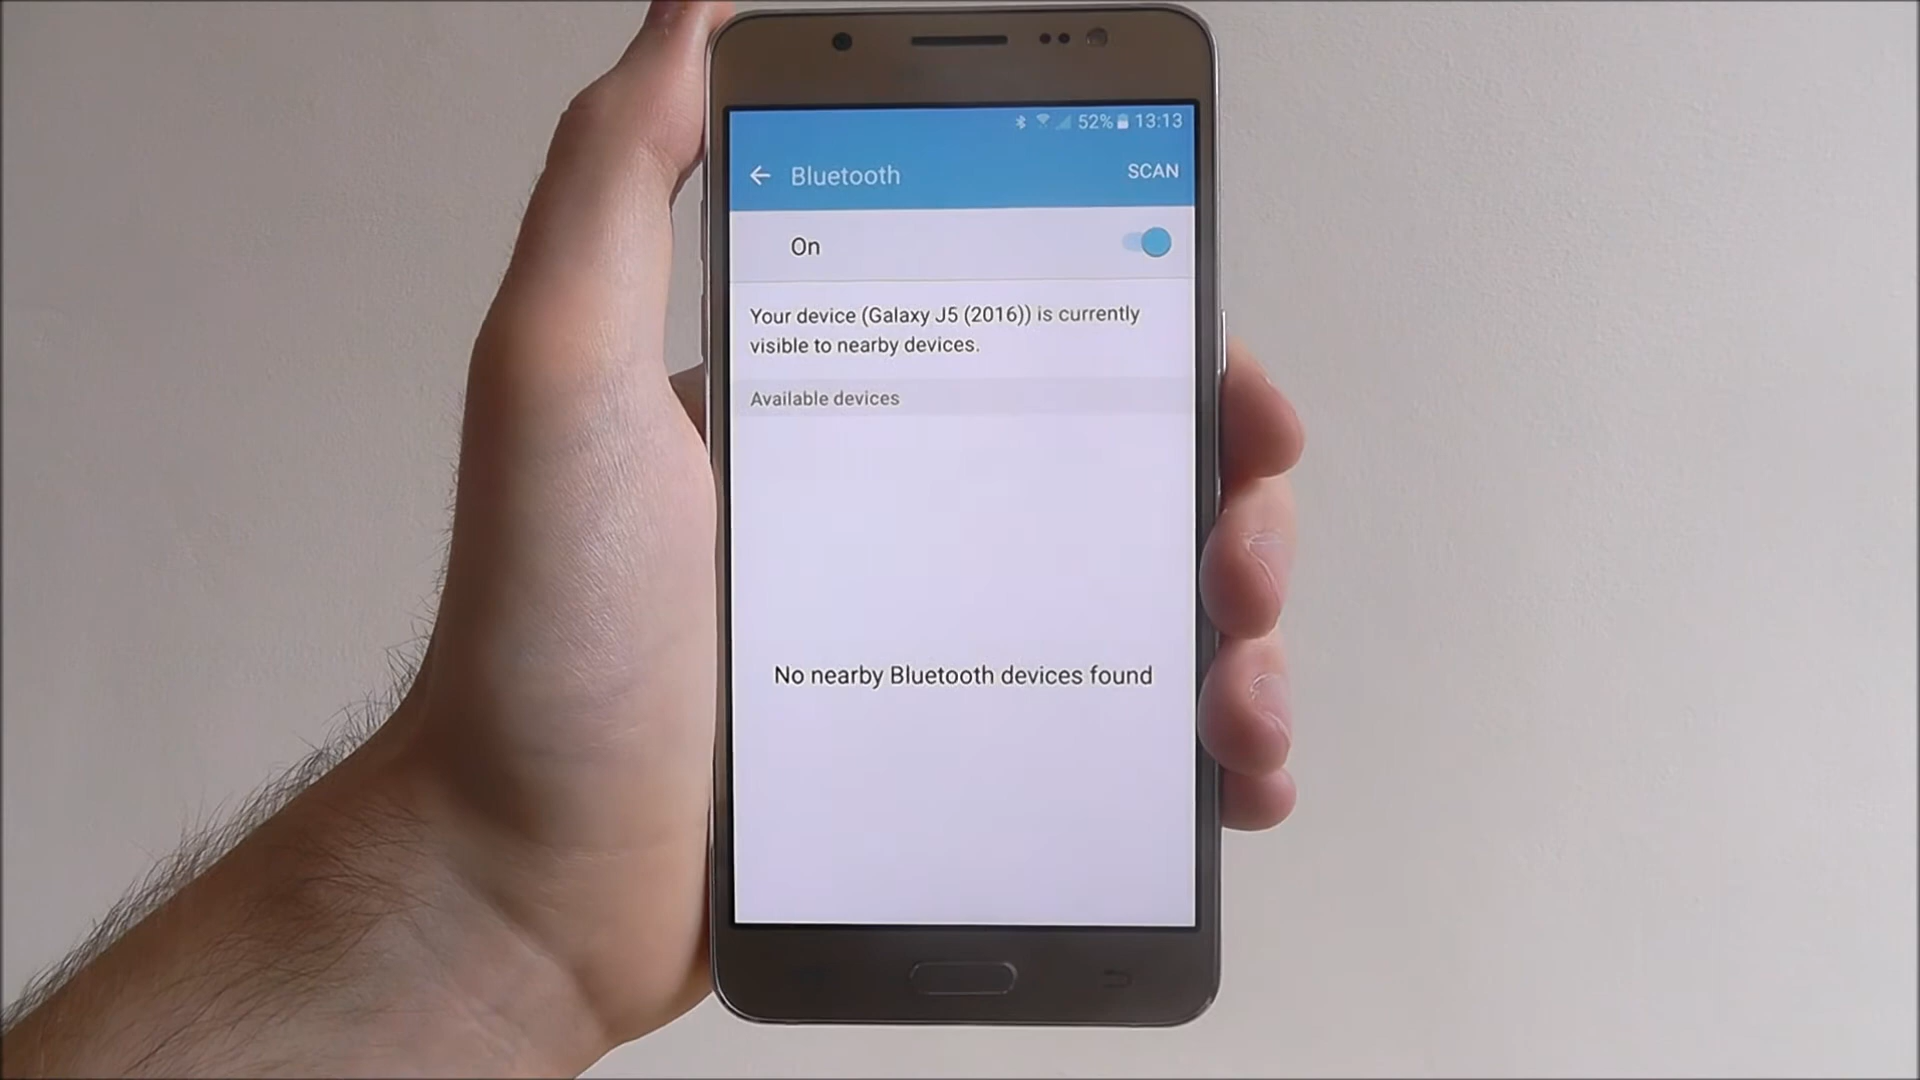 52% 13:13
Bluetooth SCAN
On
Your device (Galaxy J5 (2016)) is currently
visible to nearby devices.
Available devices
No nearby Bluetooth devices found